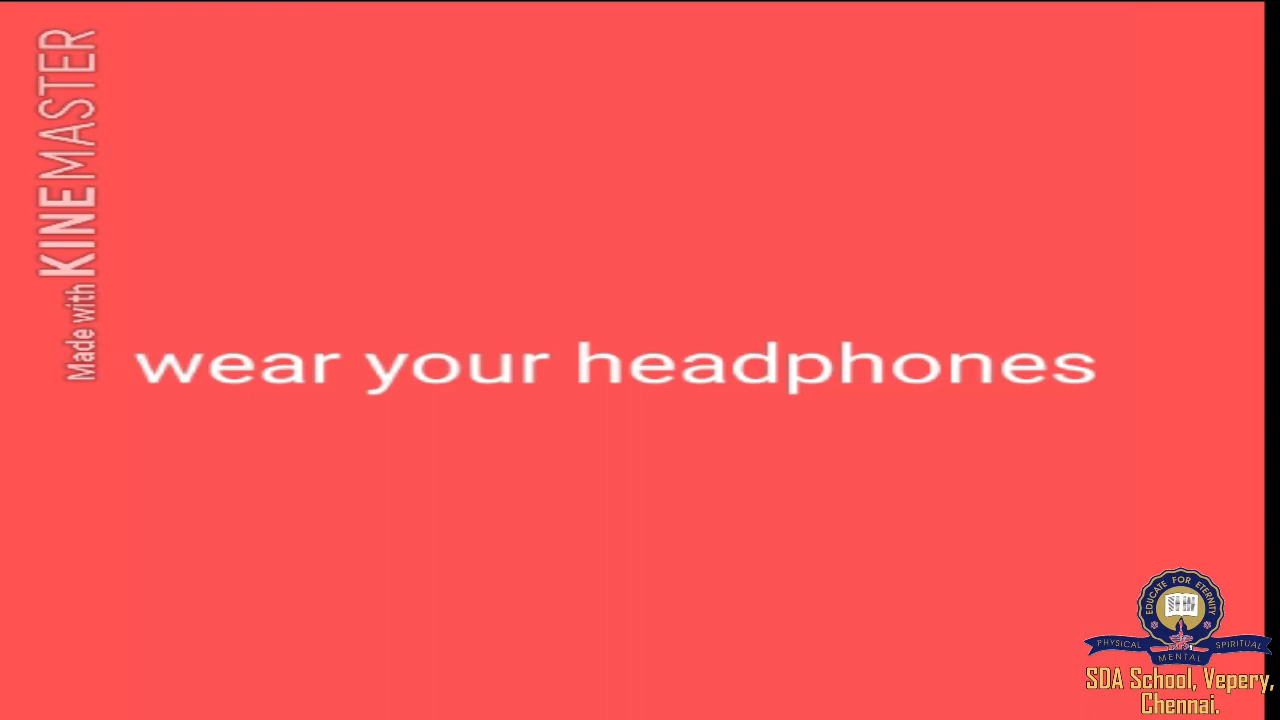 Made with KINEMASTER
wear your headphones
EDUCATE FOR ETERNITY
PHYSICAL MENTAL SPIRITUAL
SDA School, Vepery,
Chennai.